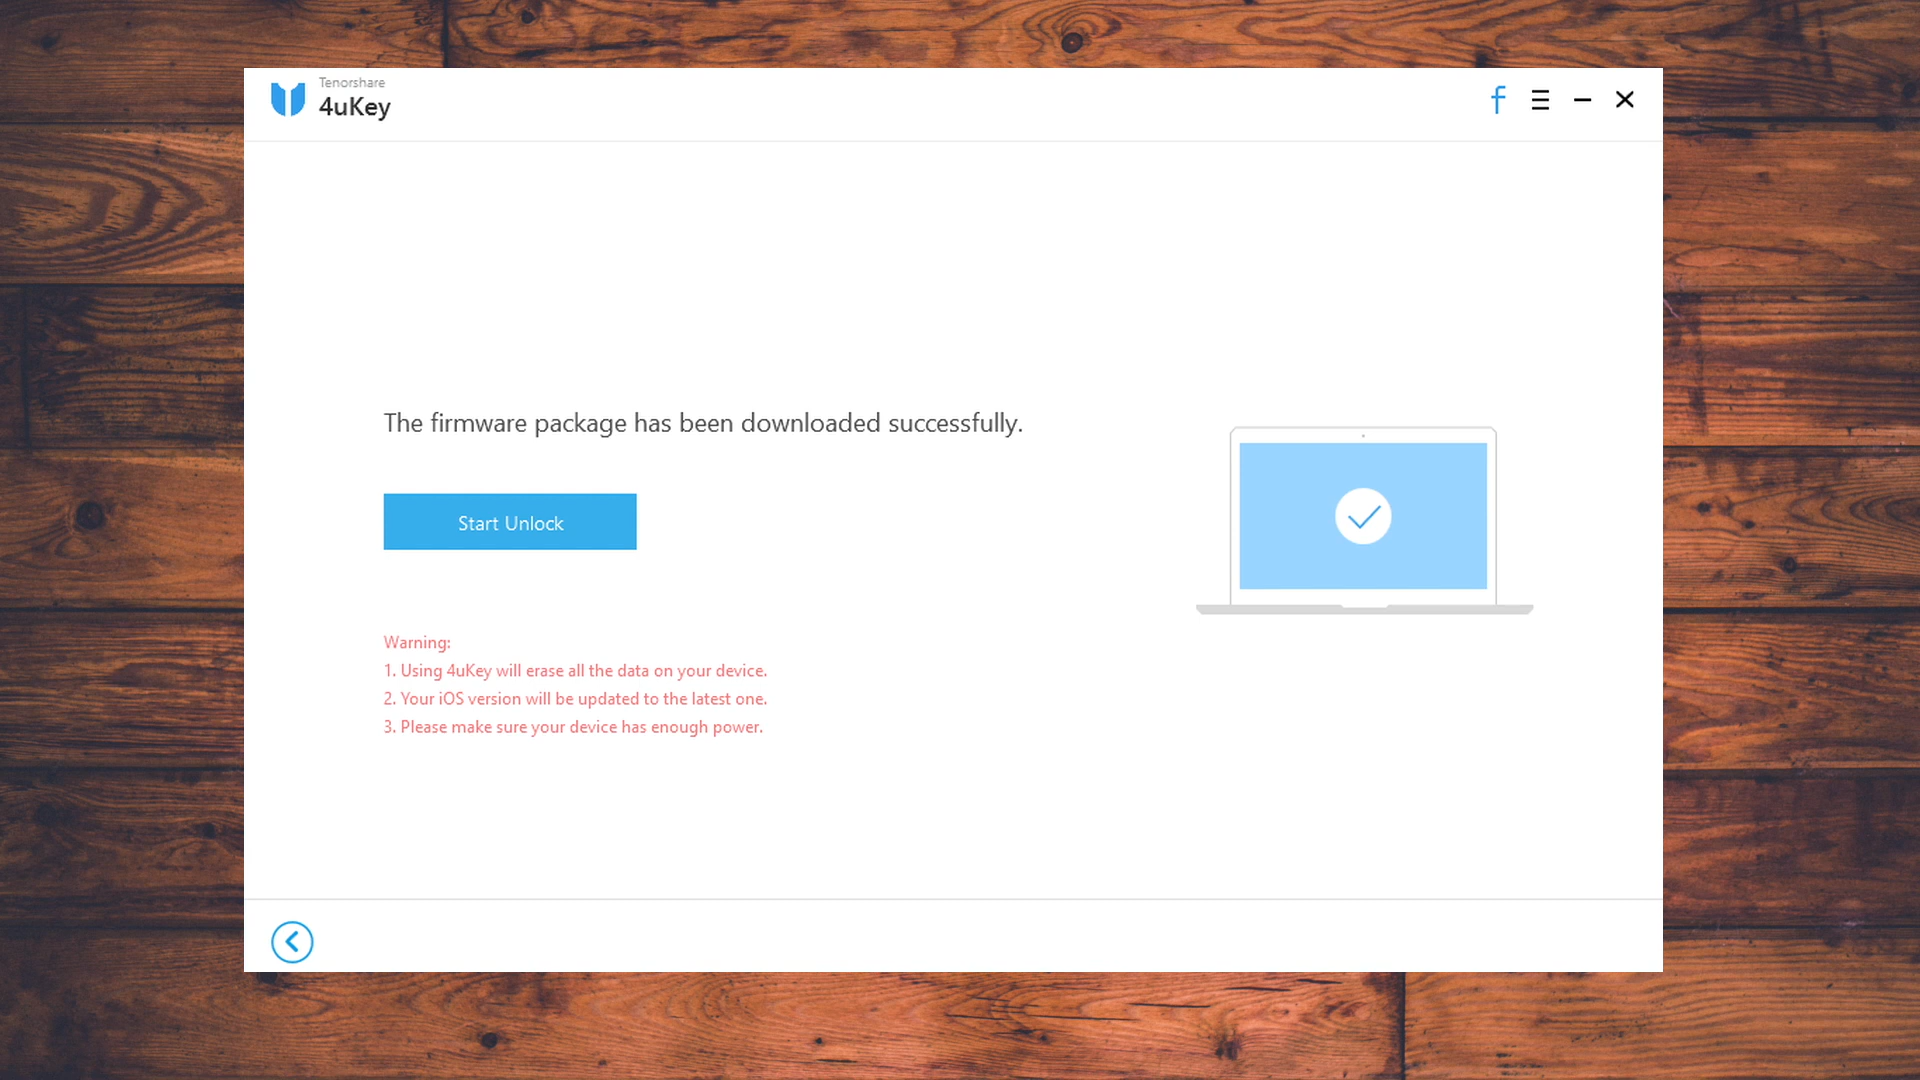 Tenorshare
4uKey
The firmware package has been downloaded successfully.
Start Unlock
Warning:
1. Using 4uKey will erase all the data on your device.
2. Your iOS version will be updated to the latest one.
3. Please make sure your device has enough power.